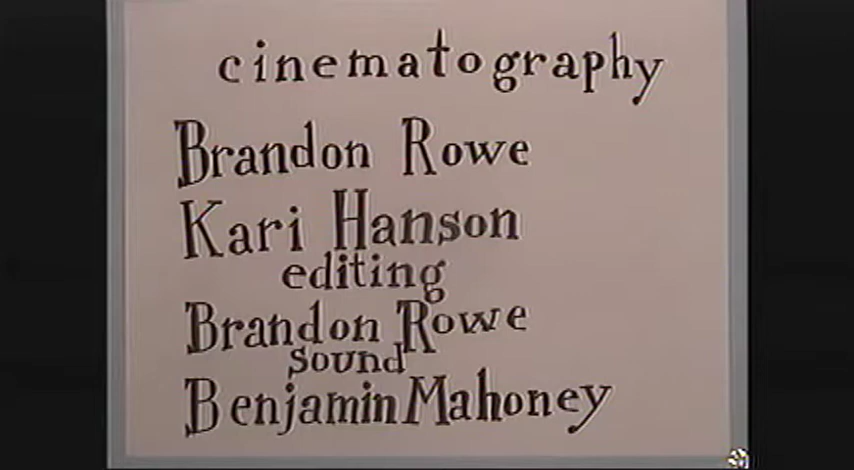 cinematography
Brandon Rowe
Kari Hanson
editing
Brandon Rowe
sound
Benjamin Mahoney